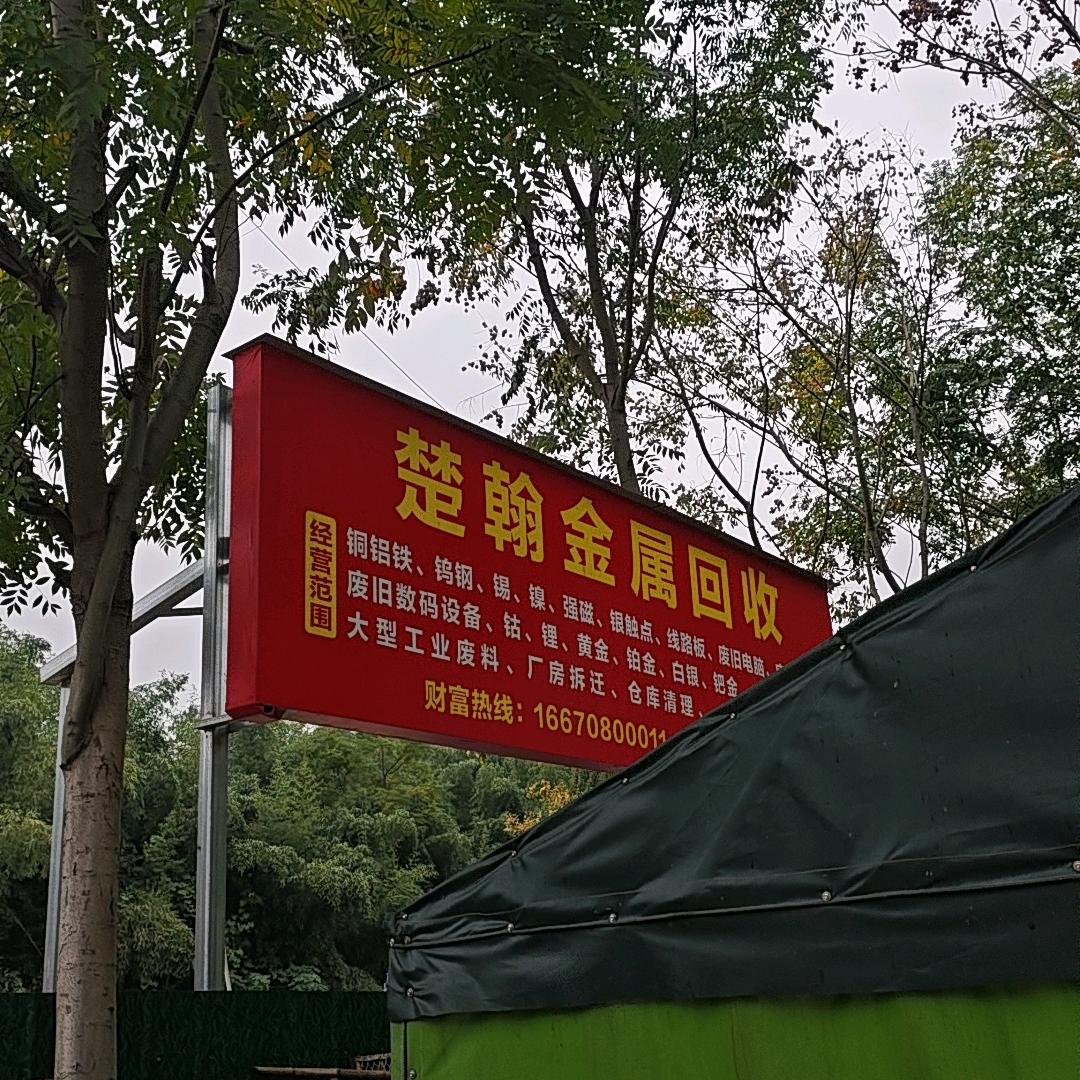 楚翰金属回收
经营范围
铜铝铁、钨钢、锡、镍、强磁、银触点、线路板、废旧电脑、
废旧数码设备、钴、锂、黄金、铂金、白银、钯金
大型工业废料、厂房拆迁、仓库清理
财富热线：16670800011